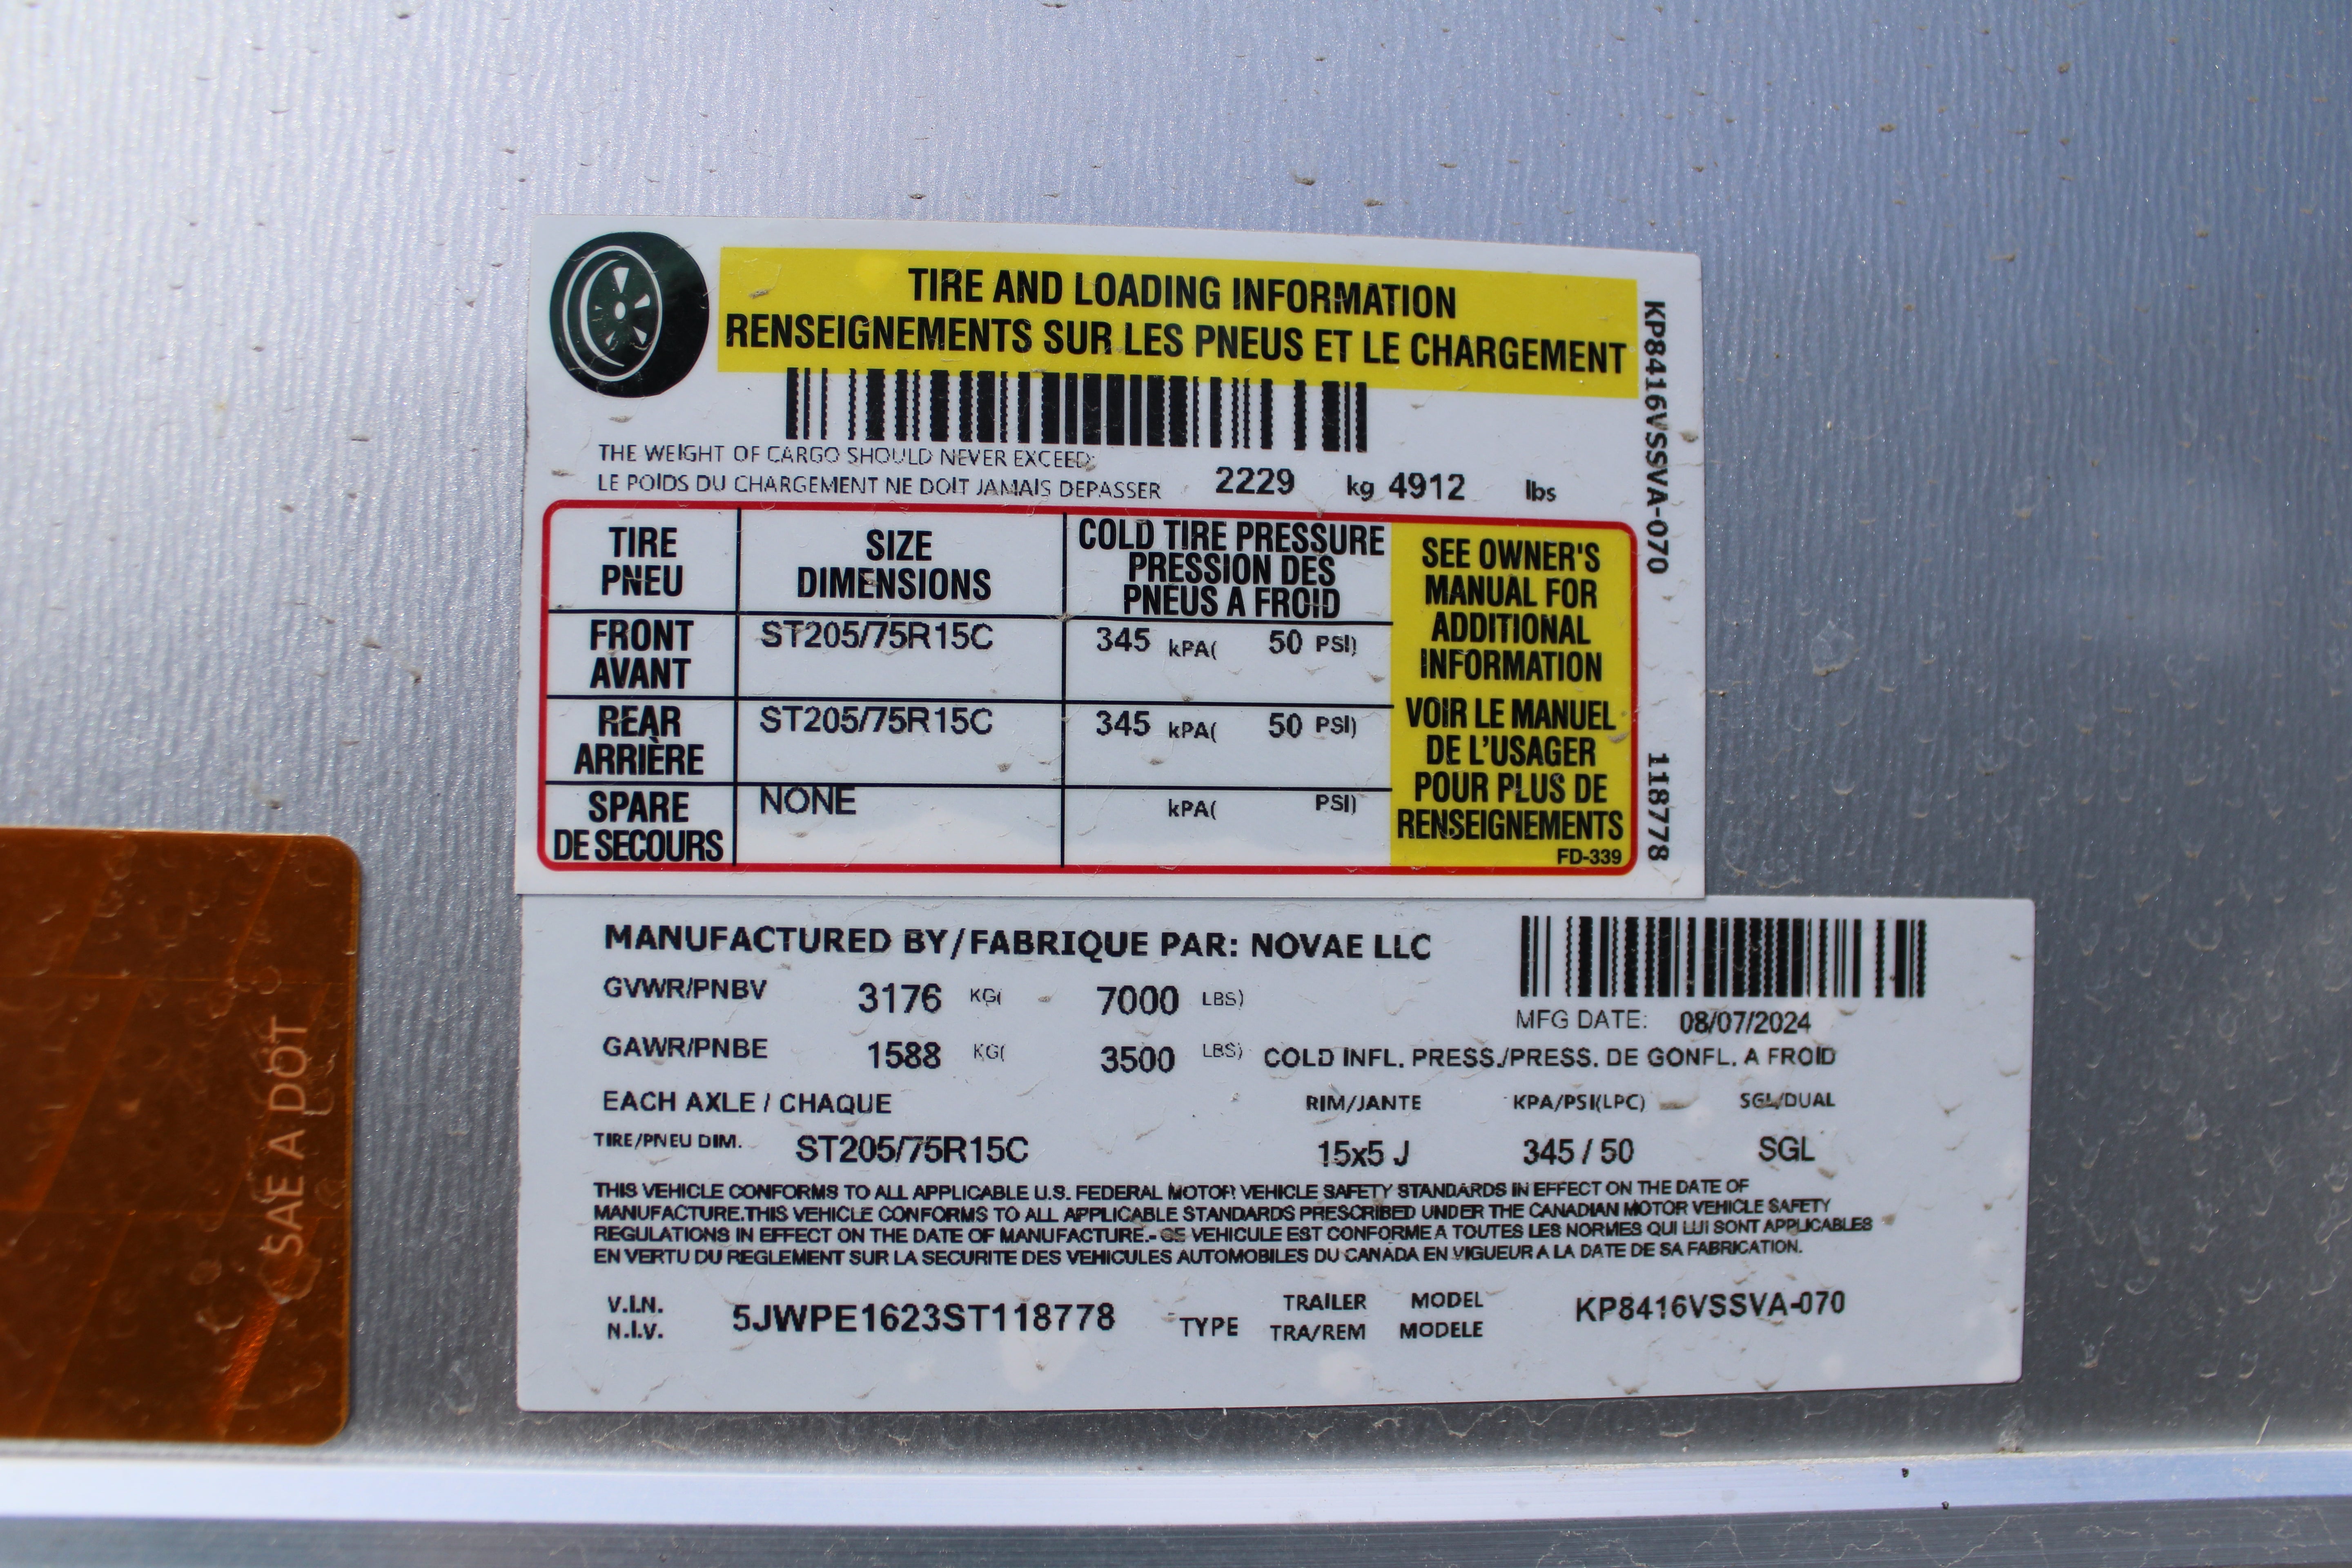 TIRE AND LOADING INFORMATION
RENSEIGNEMENTS SUR LES PNEUS ET LE CHARGEMENT
THE WEIGHT OF CARGO SHOULD NEVER EXCEED:
LE POIDS DU CHARGEMENT NE DOIT JAMAIS DEPASSER 2229 kg 4912 lbs
TIRE SIZE COLD TIRE PRESSURE
PNEU DIMENSIONS PRESSION DES
PNEUS A FROID
FRONT ST205/75R15C 345 kPA( 50 PSI)
AVANT
REAR ST205/75R15C 345 kPA( 50 PSI)
ARRIÈRE
SPARE NONE kPA( PSI)
DE SECOURS
SEE OWNER'S
MANUAL FOR
ADDITIONAL
INFORMATION
VOIR LE MANUEL
DE L'USAGER
POUR PLUS DE
RENSEIGNEMENTS
FD-339
KP8416VSSVA-070 118778
MANUFACTURED BY/FABRIQUE PAR: NOVAE LLC
GVWR/PNBV 3176 KG( 7000 LBS)
MFG DATE: 08/07/2024
GAWR/PNBE 1588 KG( 3500 LBS) COLD INFL. PRESS./PRESS. DE GONFL. A FROID
EACH AXLE / CHAQUE RIM/JANTE KPA/PSI(LPC) SGL/DUAL
TIRE/PNEU DIM. ST205/75R15C 15x5 J 345 / 50 SGL
THIS VEHICLE CONFORMS TO ALL APPLICABLE U.S. FEDERAL MOTOR VEHICLE SAFETY STANDARDS IN EFFECT ON THE DATE OF
MANUFACTURE.THIS VEHICLE CONFORMS TO ALL APPLICABLE STANDARDS PRESCRIBED UNDER THE CANADIAN MOTOR VEHICLE SAFETY
REGULATIONS IN EFFECT ON THE DATE OF MANUFACTURE.- CE VEHICULE EST CONFORME A TOUTES LES NORMES QUI LUI SONT APPLICABLES
EN VERTU DU REGLEMENT SUR LA SECURITE DES VEHICULES AUTOMOBILES DU CANADA EN VIGUEUR A LA DATE DE SA FABRICATION.
V.I.N. 5JWPE1623ST118778 TYPE TRAILER MODEL KP8416VSSVA-070
N.I.V. TRA/REM MODELE
SAE A DOT